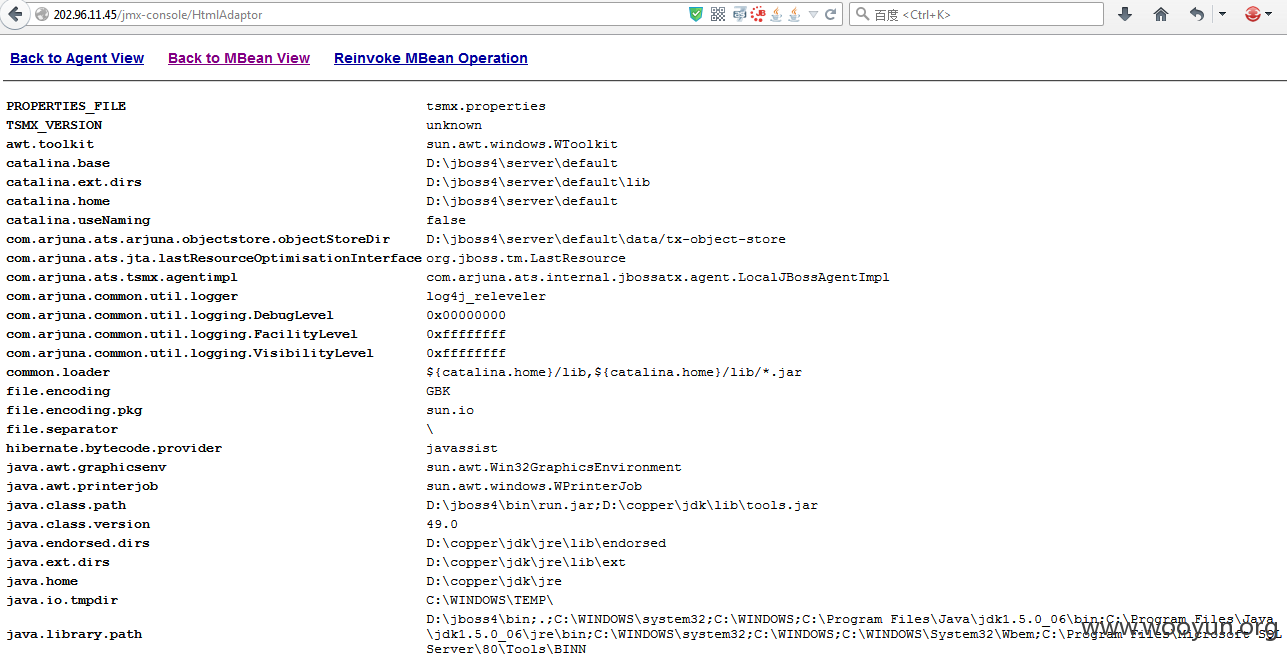 202.96.11.45/jmx-console/HtmlAdaptor
百度 <Ctrl+K>
Back to Agent View Back to MBean View Reinvoke MBean Operation
PROPERTIES_FILE tsmx.properties
TSMX_VERSION unknown
awt.toolkit sun.awt.windows.WToolkit
catalina.base D:\jboss4\server\default
catalina.ext.dirs D:\jboss4\server\default\lib
catalina.home D:\jboss4\server\default
catalina.useNaming false
com.arjuna.ats.arjuna.objectstore.objectStoreDir D:\jboss4\server\default\data/tx-object-store
com.arjuna.ats.jta.lastResourceOptimisationInterface org.jboss.tm.LastResource
com.arjuna.ats.tsmx.agentimpl com.arjuna.ats.internal.jbossatx.agent.LocalJBossAgentImpl
com.arjuna.common.util.logger log4j_releveler
com.arjuna.common.util.logging.DebugLevel 0x00000000
com.arjuna.common.util.logging.FacilityLevel 0xffffffff
com.arjuna.common.util.logging.VisibilityLevel 0xffffffff
common.loader ${catalina.home}/lib,${catalina.home}/lib/*.jar
file.encoding GBK
file.encoding.pkg sun.io
file.separator \
hibernate.bytecode.provider javassist
java.awt.graphicsenv sun.awt.Win32GraphicsEnvironment
java.awt.printerjob sun.awt.windows.WPrinterJob
java.class.path D:\jboss4\bin\run.jar;D:\copper\jdk\lib\tools.jar
java.class.version 49.0
java.endorsed.dirs D:\copper\jdk\jre\lib\endorsed
java.ext.dirs D:\copper\jdk\jre\lib\ext
java.home D:\copper\jdk\jre
java.io.tmpdir C:\WINDOWS\TEMP\
D:\jboss4\bin;.;C:\WINDOWS\system32;C:\WINDOWS;C:\Program Files\Java\jdk1.5.0_06\bin;C:\Program Files\Java
java.library.path \jdk1.5.0_06\jre\bin;C:\WINDOWS\system32;C:\WINDOWS;C:\WINDOWS\System32\Wbem;C:\Program Files\Microsoft SQL
Server\80\Tools\BINN
www.wooyun.org